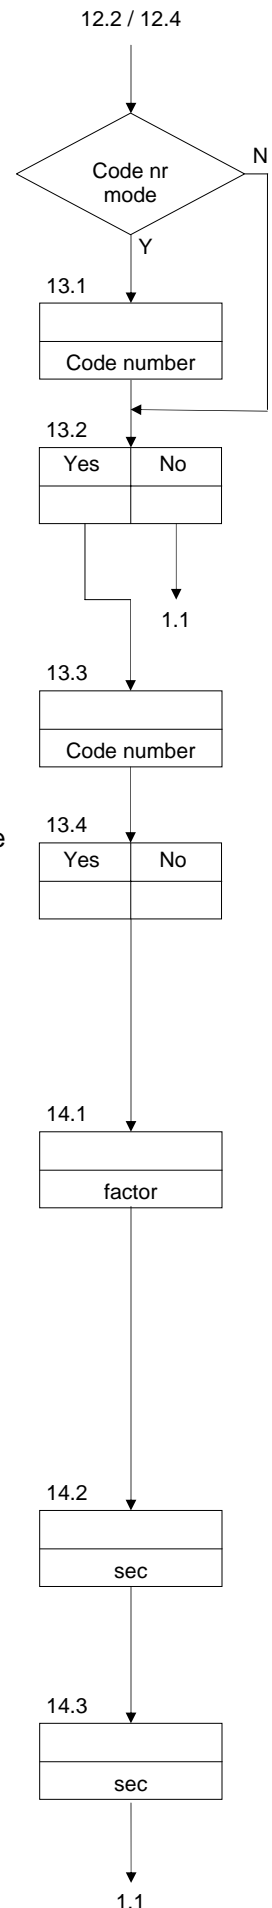 12.2 / 12.4
Code nr
mode
N
Y
13.1
Code number
13.2
Yes No
1.1
13.3
Code number
e
13.4
Yes No
14.1
factor
14.2
sec
14.3
sec
1.1